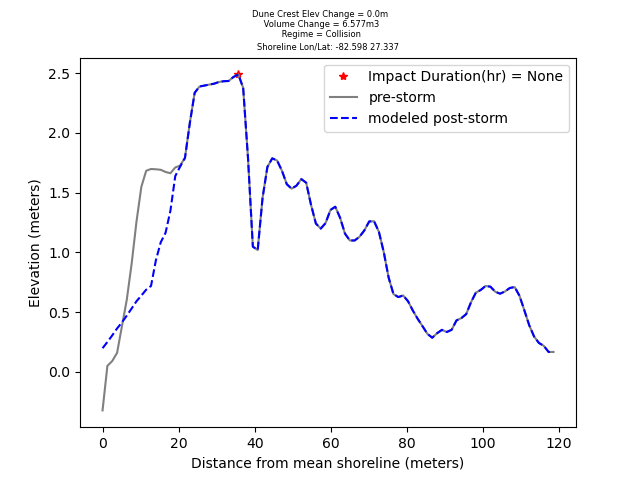 Dune Crest Elev Change = 0.0m
Volume Change = 6.577m3
Regime = Collision
Shoreline Lon/Lat: -82.598 27.337
Impact Duration(hr) = None
pre-storm
modeled post-storm
Elevation (meters)
2.5
2.0
1.5
1.0
0.5
0.0
0 20 40 60 80 100 120
Distance from mean shoreline (meters)